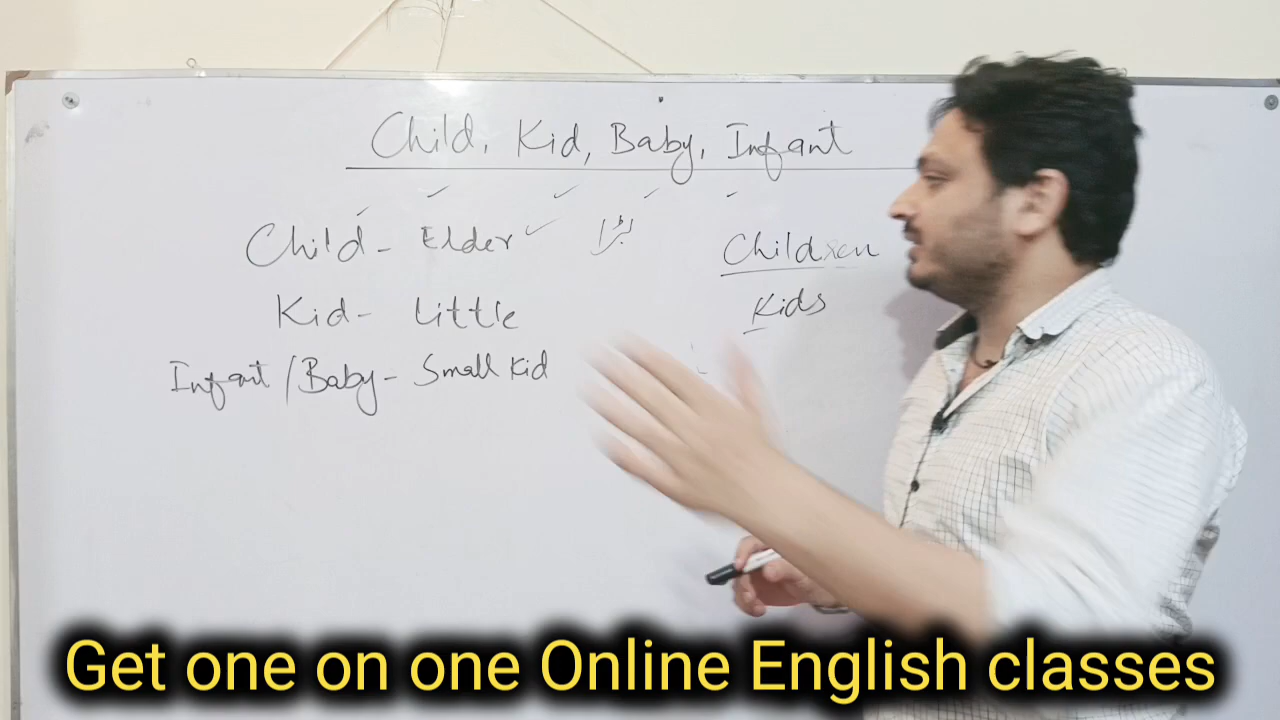 Child, Kid, Baby, Infant
Child - Elder بڑا
Children
Kid - Little
Kids
Infant / Baby - Small Kid
Get one on one Online English classes